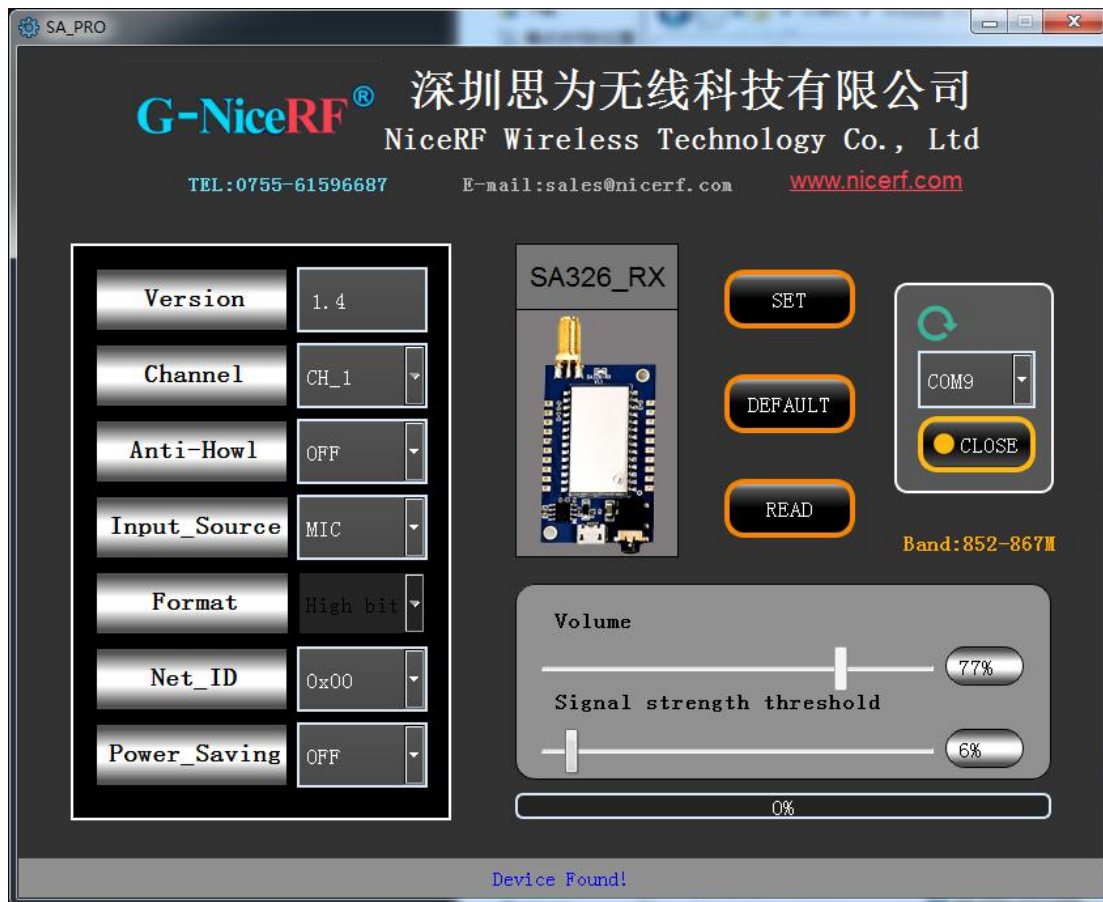 SA_PRO
G-NiceRF®
深圳思为无线科技有限公司
NiceRF Wireless Technology Co., Ltd
TEL:0755-61596687
E-mail:sales@nicerf.com
www.nicerf.com
Version
1.4
Channel
CH_1
Anti-Howl
OFF
Input_Source
MIC
Format
High bit
Net_ID
0x00
Power_Saving
OFF
SA326_RX
SET
DEFAULT
READ
COM9
CLOSE
Band:852-867M
Volume
77%
Signal strength threshold
6%
0%
Device Found!